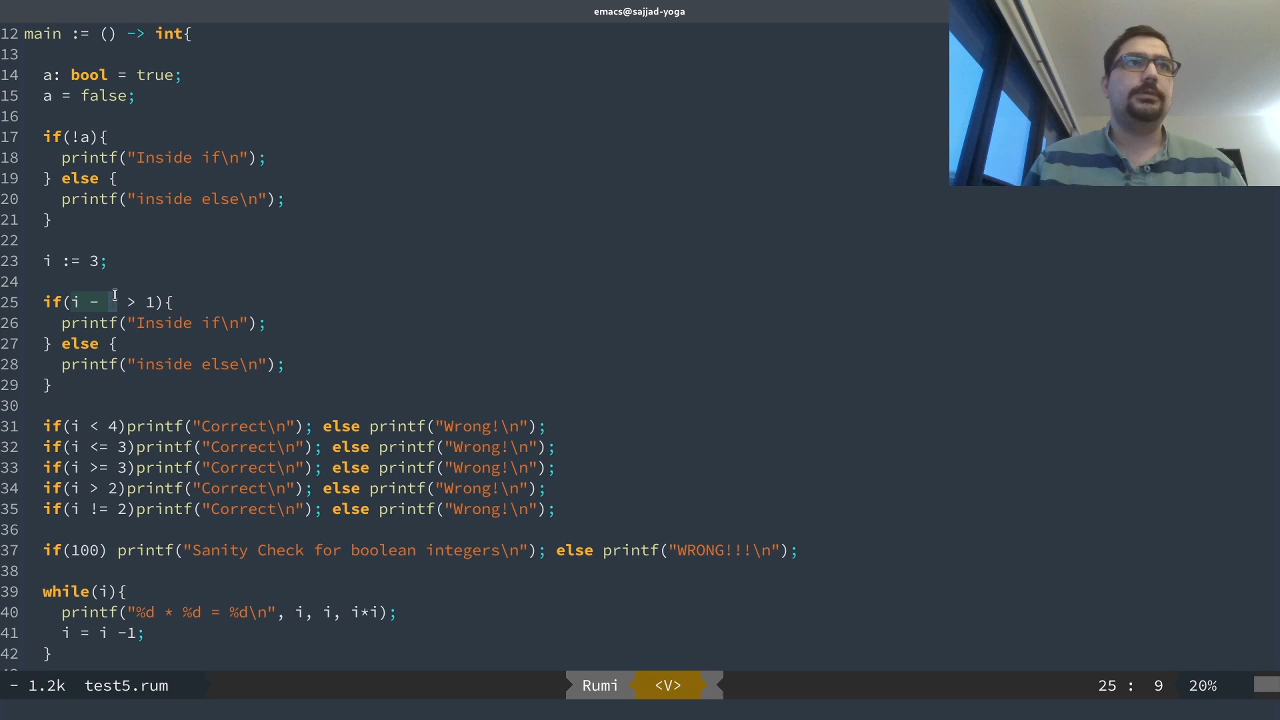 emacs@sajjad-yoga
12 main := () -> int{
13
14 a: bool = true;
15 a = false;
16
17 if(!a){
18 printf("Inside if\n");
19 } else {
20 printf("inside else\n");
21 }
22
23 i := 3;
24
25 if(i - > 1){
26 printf("Inside if\n");
27 } else {
28 printf("inside else\n");
29 }
30
31 if(i < 4)printf("Correct\n"); else printf("Wrong!\n");
32 if(i <= 3)printf("Correct\n"); else printf("Wrong!\n");
33 if(i >= 3)printf("Correct\n"); else printf("Wrong!\n");
34 if(i > 2)printf("Correct\n"); else printf("Wrong!\n");
35 if(i != 2)printf("Correct\n"); else printf("Wrong!\n");
36
37 if(100) printf("Sanity Check for boolean integers\n"); else printf("WRONG!!!\n");
38
39 while(i){
40 printf("%d * %d = %d\n", i, i, i*i);
41 i = i -1;
42 }
- 1.2k test5.rum Rumi <V> 25 : 9 20%